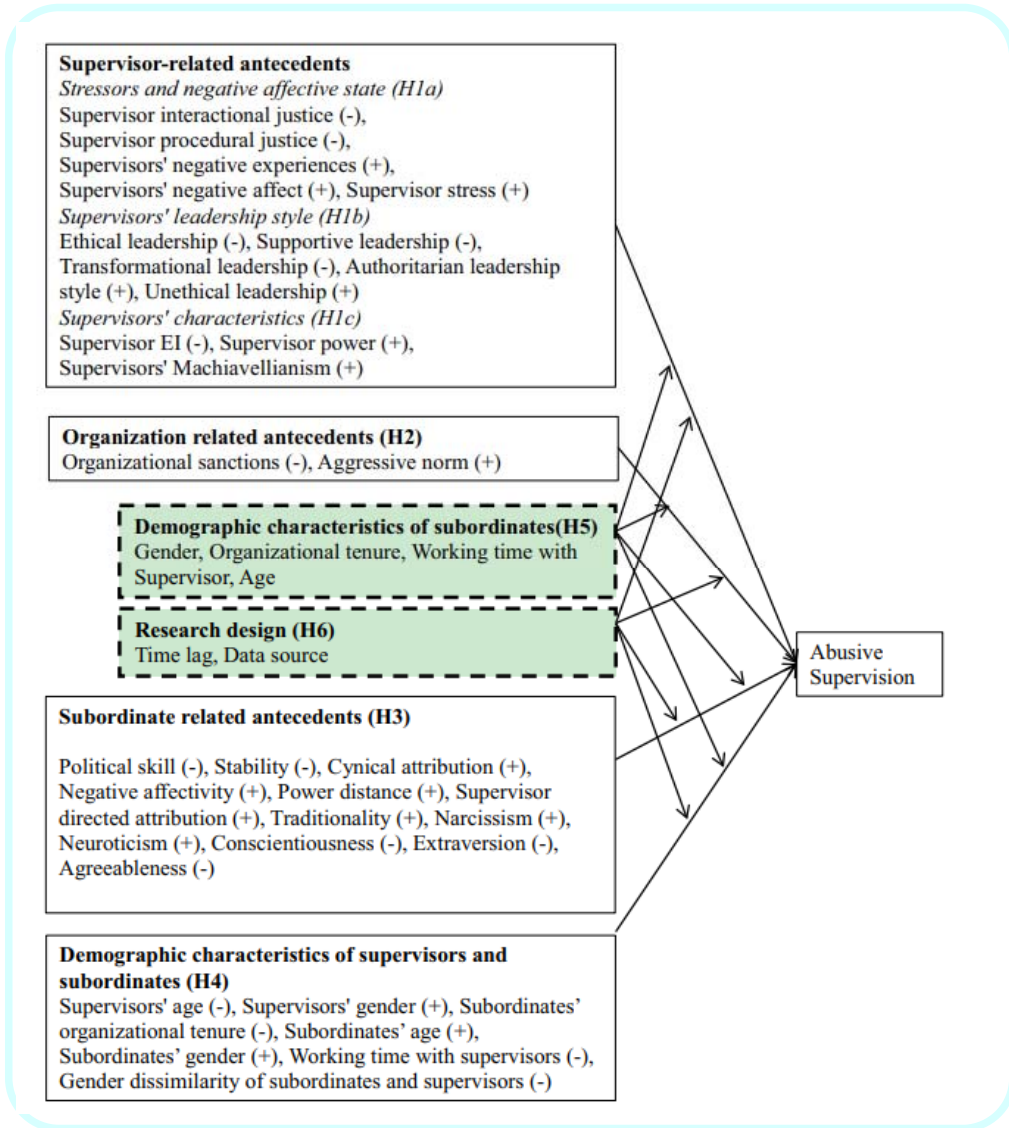 Supervisor-related antecedents
Stressors and negative affective state (H1a)
Supervisor interactional justice (-),
Supervisor procedural justice (-),
Supervisors' negative experiences (+),
Supervisors' negative affect (+), Supervisor stress (+)
Supervisors' leadership style (H1b)
Ethical leadership (-), Supportive leadership (-),
Transformational leadership (-), Authoritarian leadership
style (+), Unethical leadership (+)
Supervisors' characteristics (H1c)
Supervisor EI (-), Supervisor power (+),
Supervisors' Machiavellianism (+)
Organization related antecedents (H2)
Organizational sanctions (-), Aggressive norm (+)
Demographic characteristics of subordinates(H5)
Gender, Organizational tenure, Working time with
Supervisor, Age
Research design (H6)
Time lag, Data source
Abusive
Supervision
Subordinate related antecedents (H3)
Political skill (-), Stability (-), Cynical attribution (+),
Negative affectivity (+), Power distance (+), Supervisor
directed attribution (+), Traditionality (+), Narcissism (+),
Neuroticism (+), Conscientiousness (-), Extraversion (-),
Agreeableness (-)
Demographic characteristics of supervisors and
subordinates (H4)
Supervisors' age (-), Supervisors' gender (+), Subordinates’
organizational tenure (-), Subordinates’ age (+),
Subordinates’ gender (+), Working time with supervisors (-),
Gender dissimilarity of subordinates and supervisors (-)